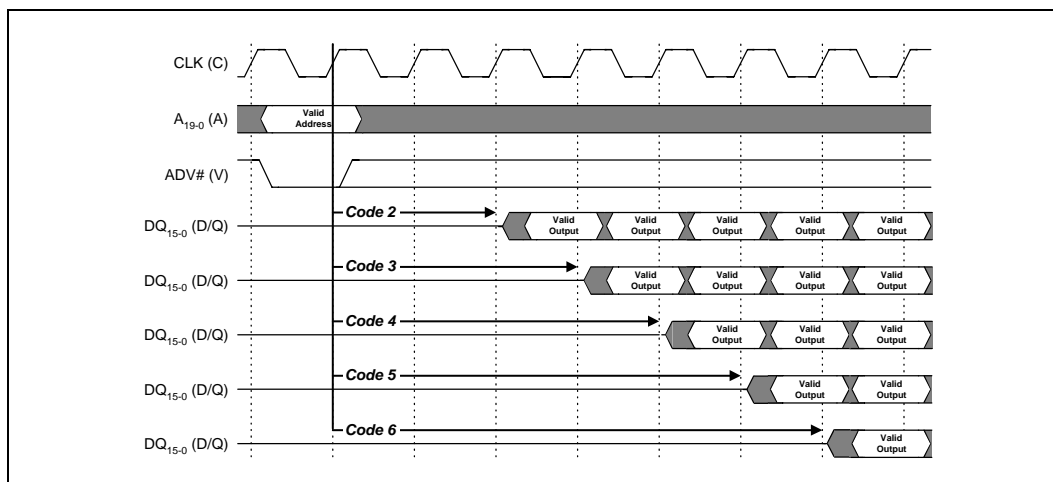 CLK (C)
A19-0 (A)
Valid
Address
ADV# (V)
Code 2
DQ15-0 (D/Q)
Valid
Output
Valid
Output
Valid
Output
Valid
Output
Valid
Output
Code 3
DQ15-0 (D/Q)
Valid
Output
Valid
Output
Valid
Output
Valid
Output
Code 4
DQ15-0 (D/Q)
Valid
Output
Valid
Output
Valid
Output
Code 5
DQ15-0 (D/Q)
Valid
Output
Valid
Output
Code 6
DQ15-0 (D/Q)
Valid
Output